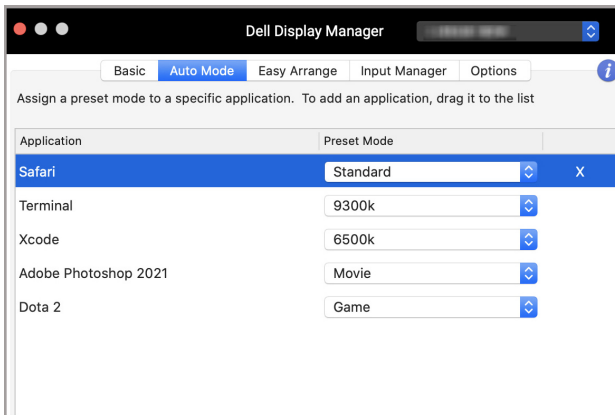 Dell Display Manager
Basic Auto Mode Easy Arrange Input Manager Options i
Assign a preset mode to a specific application. To add an application, drag it to the list
Application Preset Mode
Safari Standard X
Terminal 9300k
Xcode 6500k
Adobe Photoshop 2021 Movie
Dota 2 Game